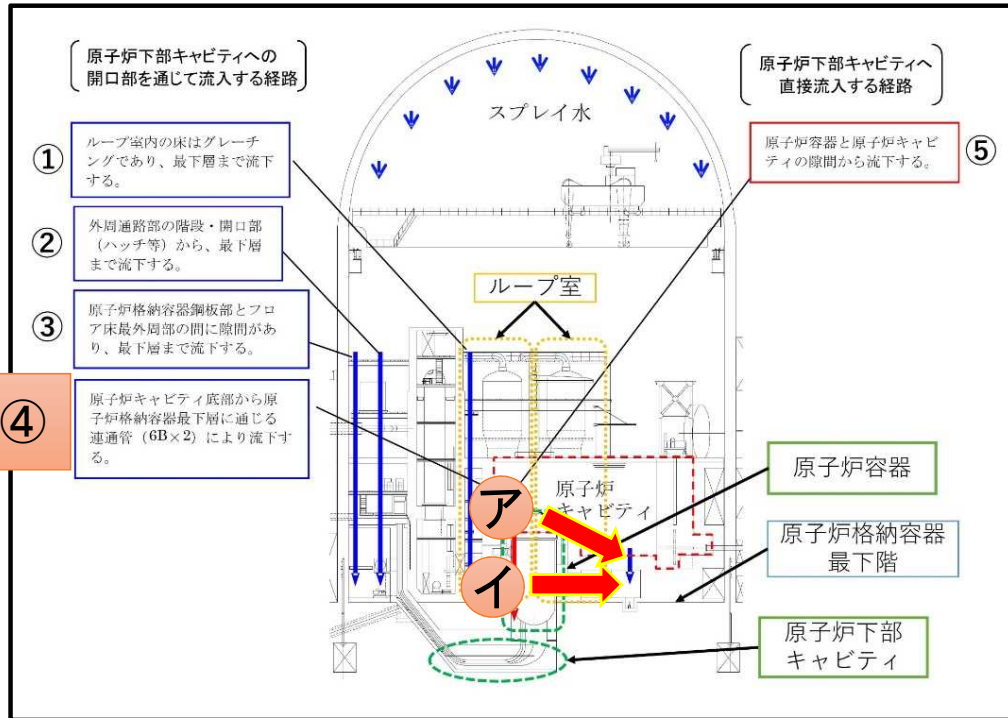 原子炉下部キャビティへの
開口部を通じて流入する経路
原子炉下部キャビティへ
直接流入する経路
スプレイ水
①
ループ室内の床はグレーチ
ングであり、最下層まで流下
する。
⑤
原子炉容器と原子炉キャビ
ティの隙間から流下する。
②
外周通路部の階段・開口部
（ハッチ等）から、最下層
まで流下する。
ループ室
③
原子炉格納容器鋼板部とフロ
ア床最外周部の間に隙間があ
り、最下層まで流下する。
④
原子炉キャビティ底部から原
子炉格納容器最下層に通じる
連通管（6B×2）により流下す
る。
原子炉容器
原子炉
キャビティ
ア
イ
原子炉格納容器
最下階
原子炉下部
キャビティ